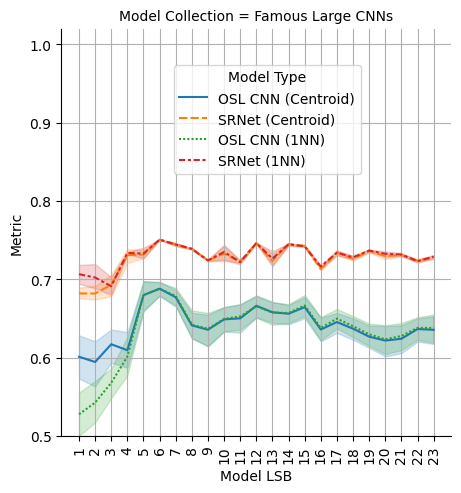 Model Collection = Famous Large CNNs
1.0
0.9
0.8
0.7
0.6
0.5
Metric
Model Type
OSL CNN (Centroid)
SRNet (Centroid)
OSL CNN (1NN)
SRNet (1NN)
1 2 3 4 5 6 7 8 9 10 11 12 13 14 15 16 17 18 19 20 21 22 23
Model LSB